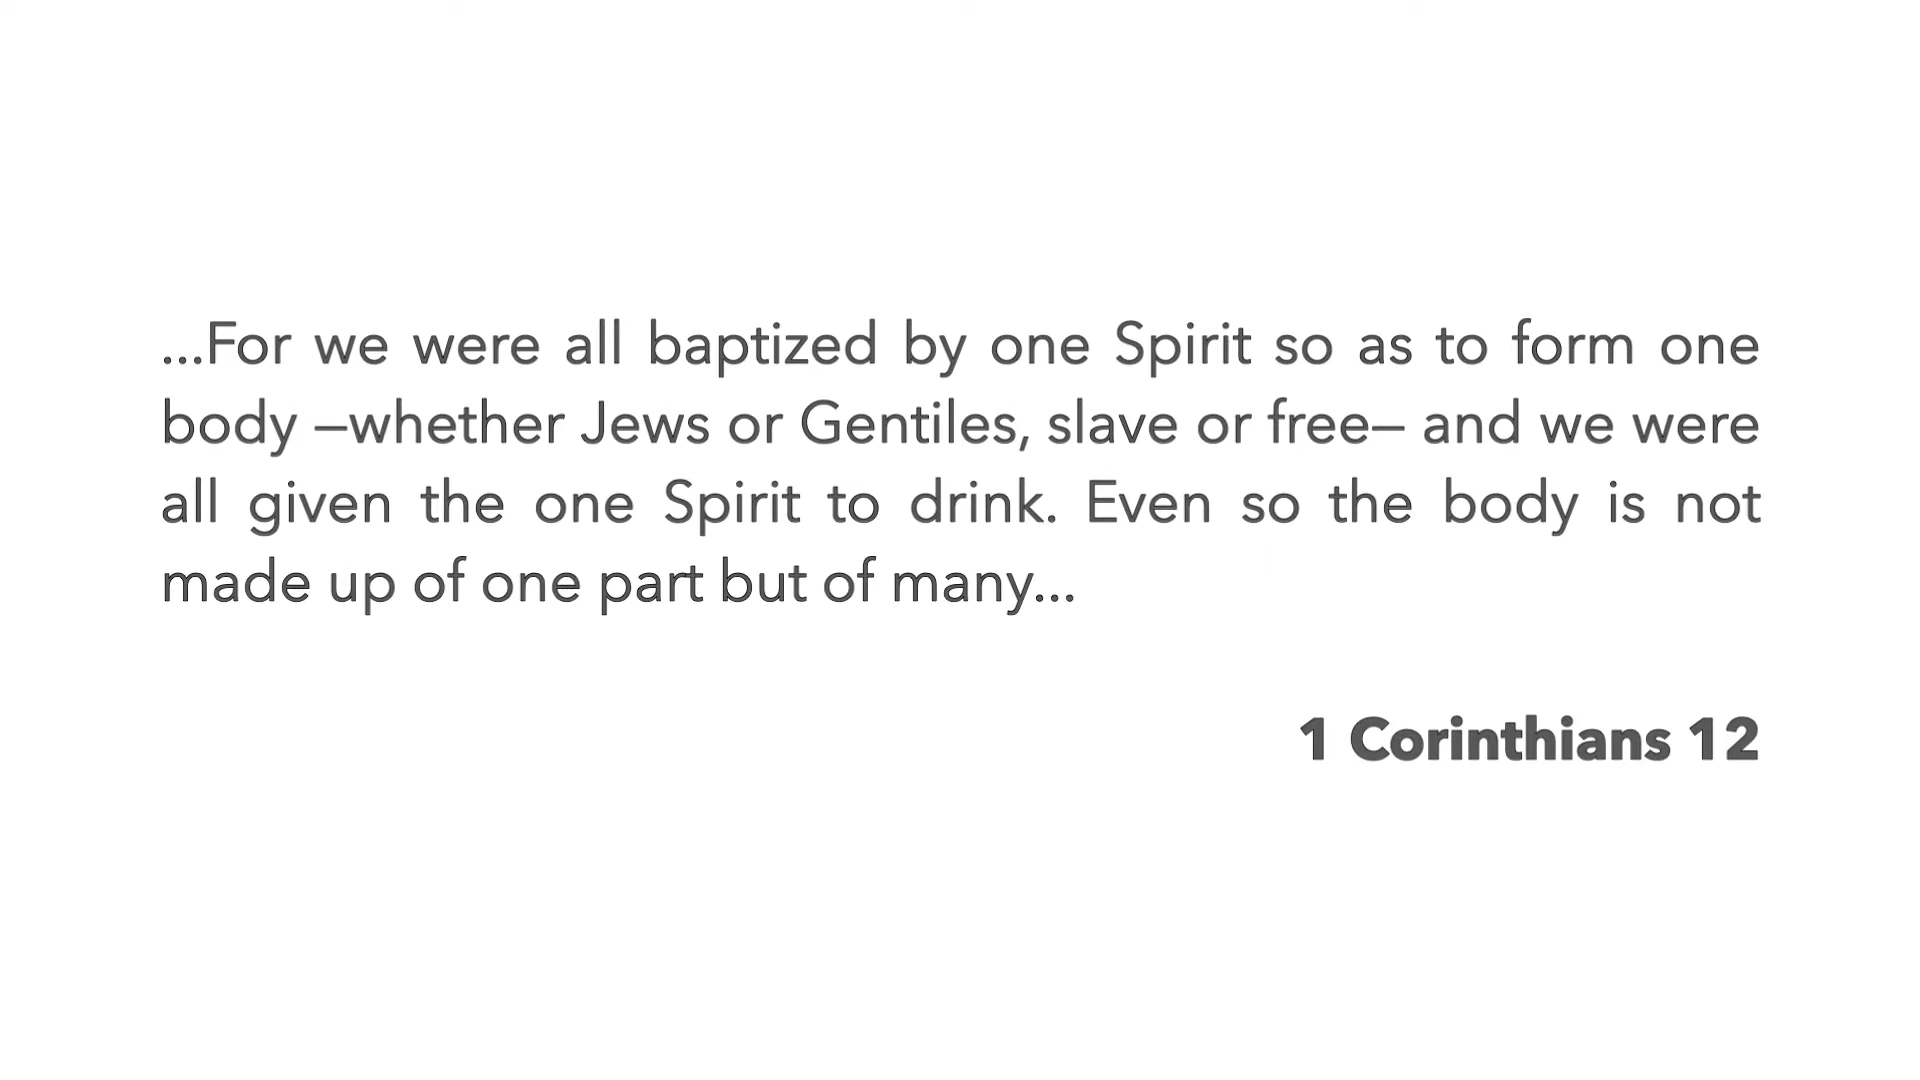 ...For we were all baptized by one Spirit so as to form one
body –whether Jews or Gentiles, slave or free– and we were
all given the one Spirit to drink. Even so the body is not
made up of one part but of many...
1 Corinthians 12